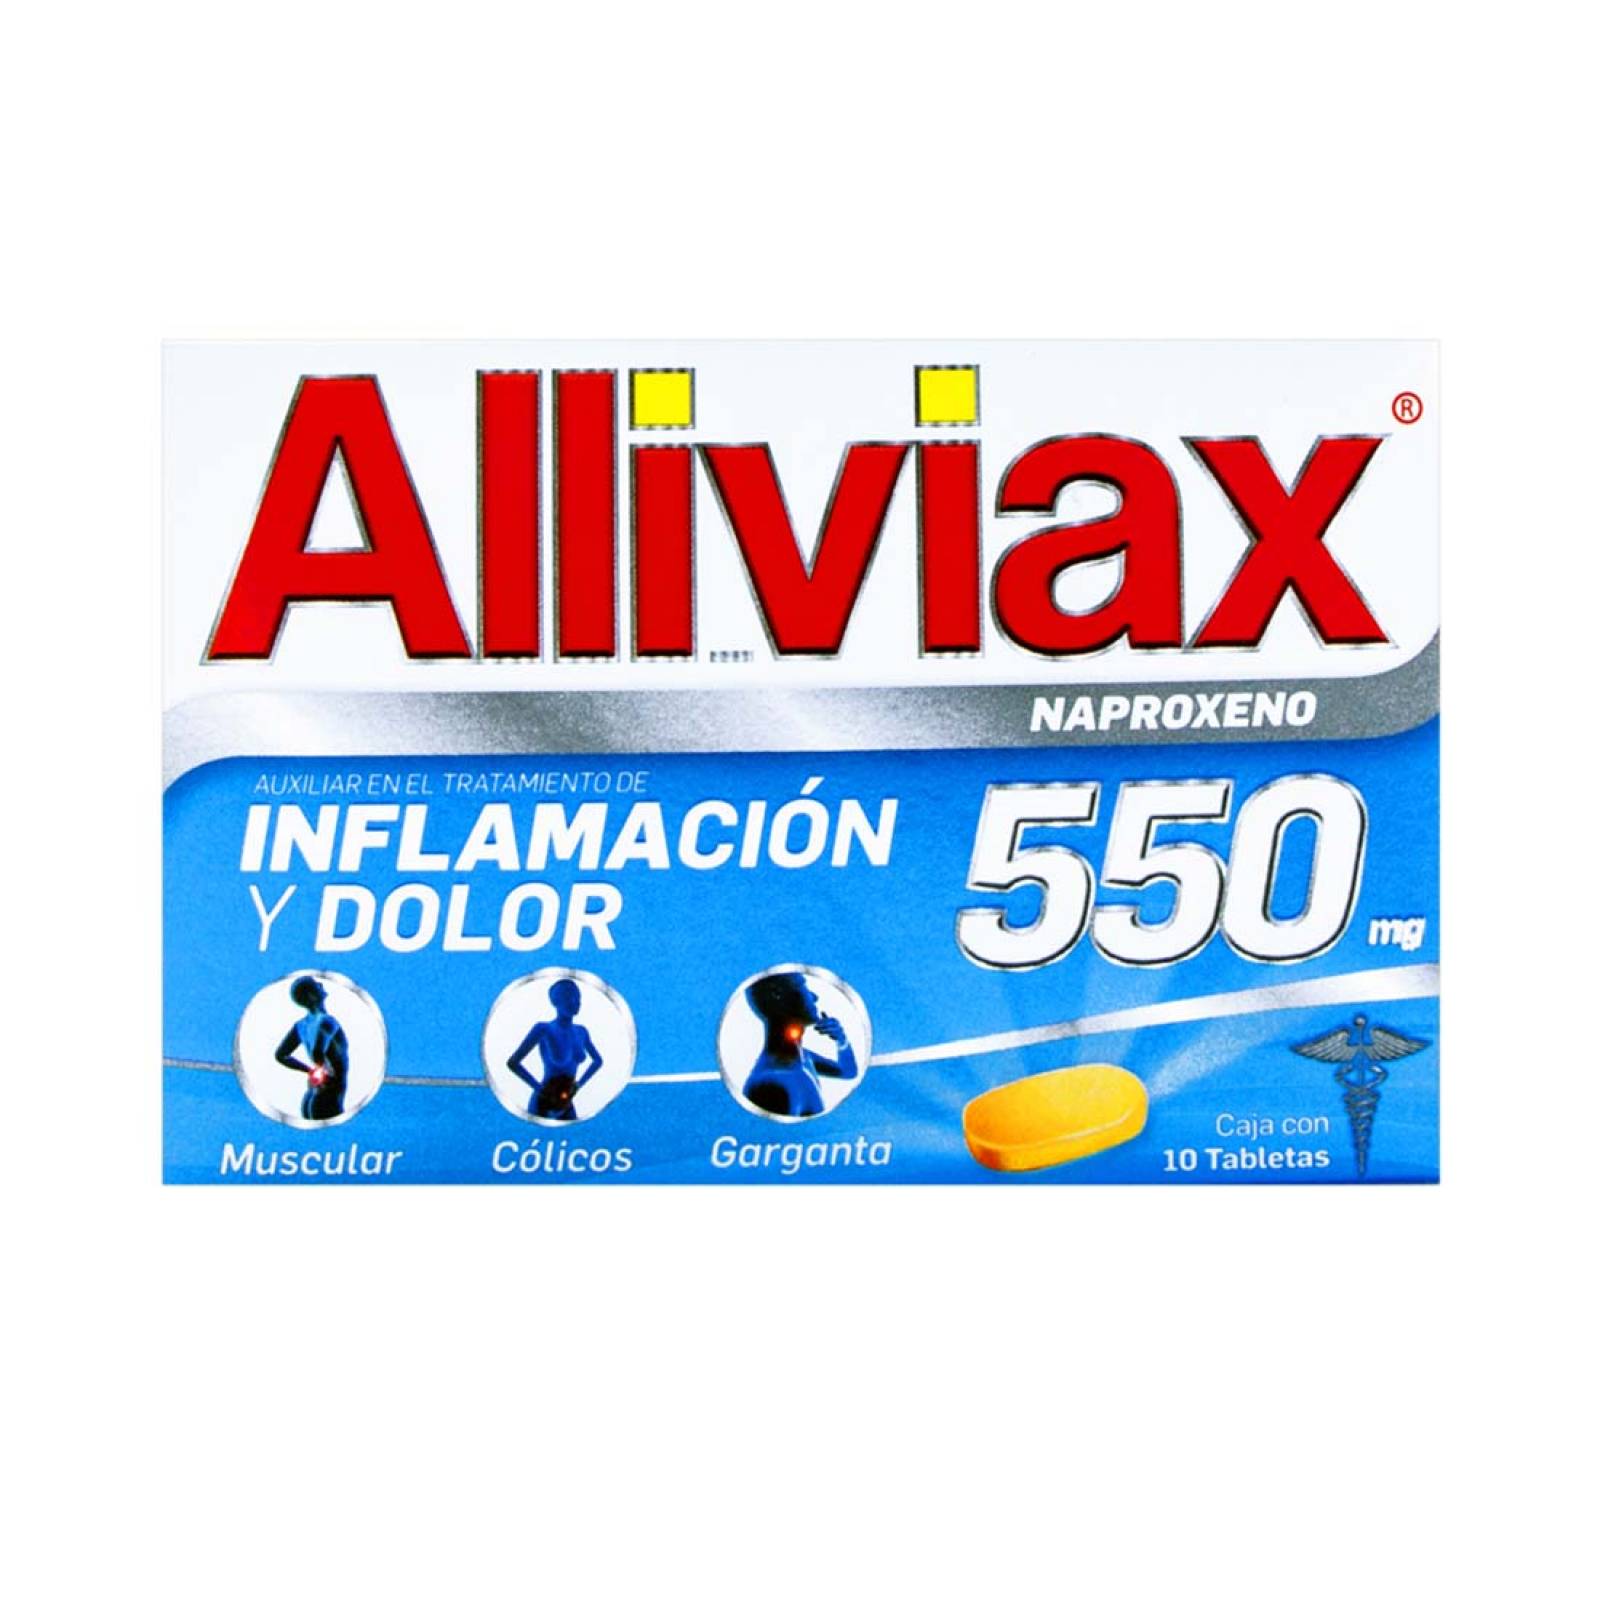 Alliviax®
NAPROXENO
AUXILIAR EN EL TRATAMIENTO DE
INFLAMACIÓN
Y DOLOR
550 mg
Muscular
Cólicos
Garganta
Caja con
10 Tabletas